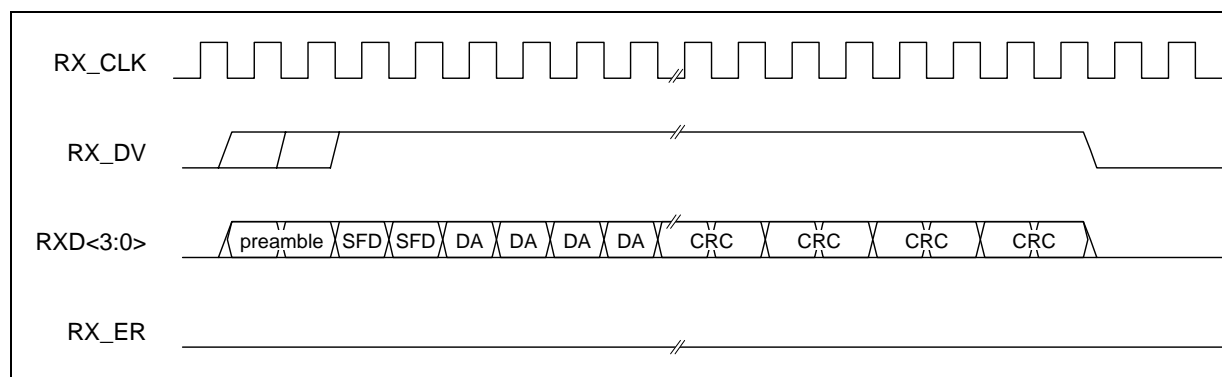 RX_CLK
RX_DV
RXD<3:0> preamble SFD SFD DA DA DA DA CRC CRC CRC CRC
RX_ER